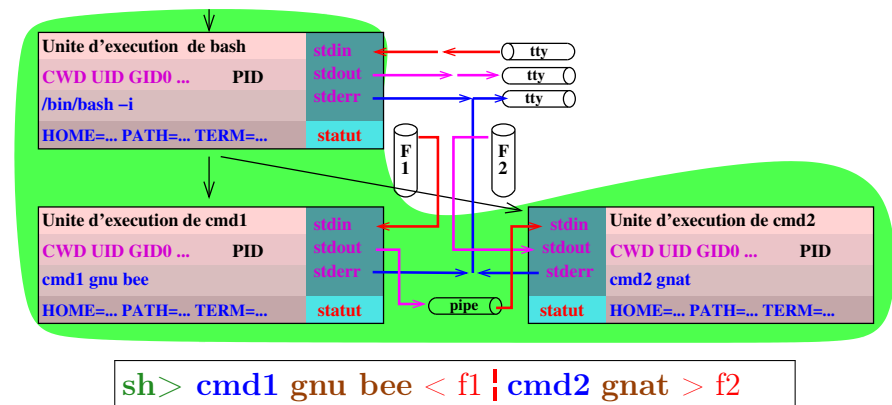 Unite d'execution de bash
stdin
tty
CWD UID GID0 ... PID
stdout
tty
/bin/bash –i
stderr
tty
HOME=... PATH=... TERM=...
statut
F
1
F
2
Unite d'execution de cmd1
stdin
stdin
Unite d'execution de cmd2
CWD UID GID0 ... PID
stdout
stdout
CWD UID GID0 ... PID
cmd1 gnu bee
stderr
stderr
cmd2 gnat
HOME=... PATH=... TERM=...
statut
pipe
statut
HOME=... PATH=... TERM=...
sh> cmd1 gnu bee < f1 ¦ cmd2 gnat > f2